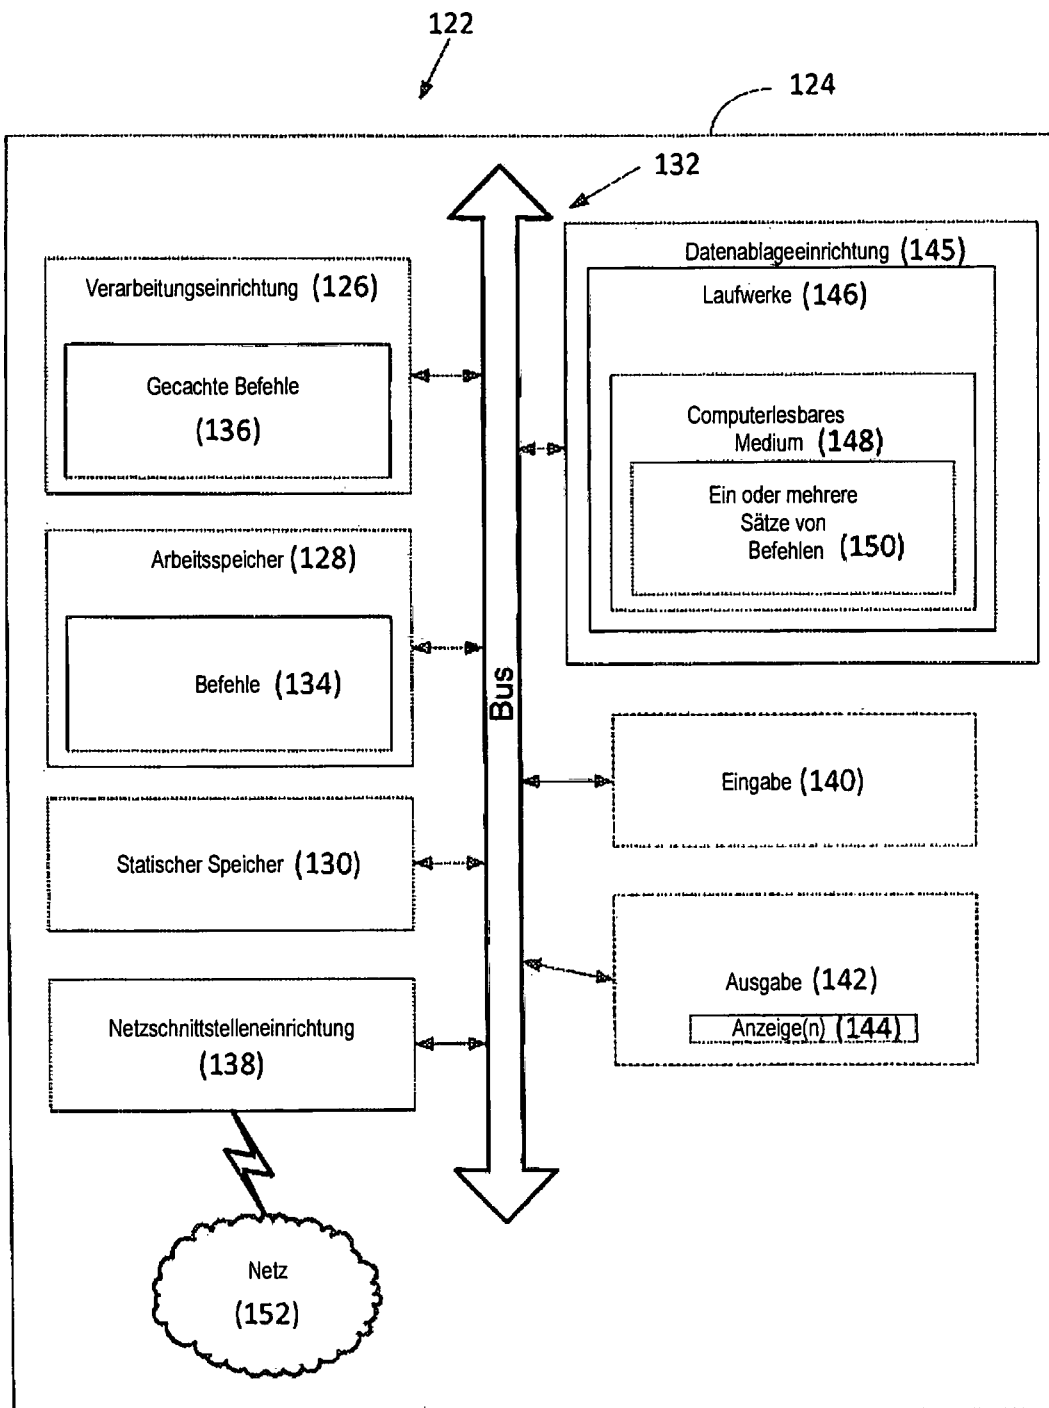 122
124
132
Verarbeitungseinrichtung (126)
Gecachte Befehle
(136)
Arbeitsspeicher (128)
Befehle (134)
Statischer Speicher (130)
Netzschnittstelleneinrichtung
(138)
Netz
(152)
Bus
Datenablageeinrichtung (145)
Laufwerke (146)
Computerlesbares
Medium (148)
Ein oder mehrere
Sätze von
Befehlen (150)
Eingabe (140)
Ausgabe (142)
Anzeige(n) (144)